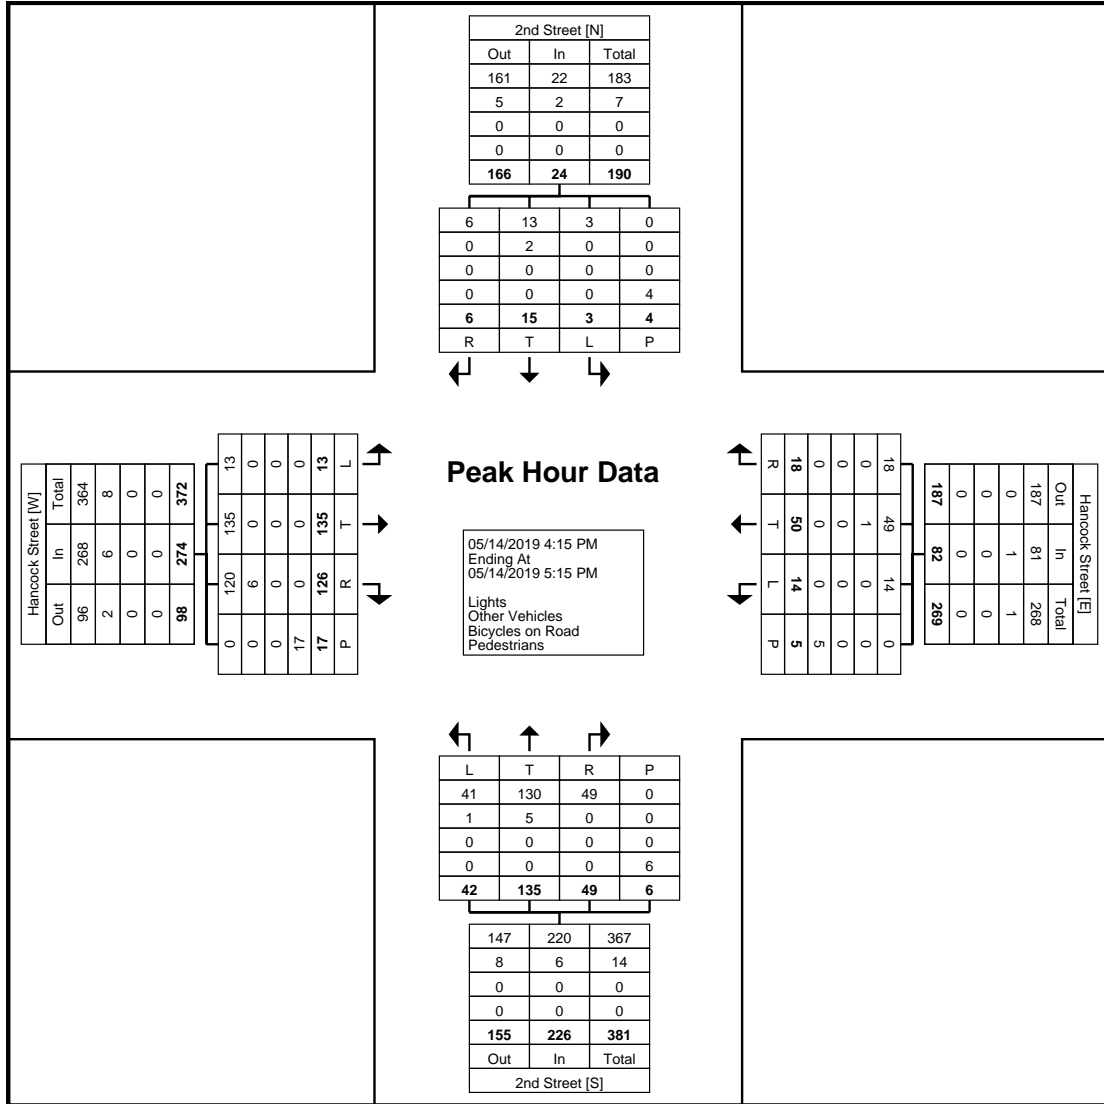 2nd Street [N]
Out In Total
161 22 183
5 2 7
0 0 0
0 0 0
166 24 190
6 13 3 0
0 2 0 0
0 0 0 0
0 0 0 4
6 15 3 4
R T L P
Hancock Street [W]
Out In Total
96 268 364
2 6 8
0 0 0
0 0 0
98 274 372
0 120 135 13
0 6 0 0
0 0 0 0
17 0 0 0
17 126 135 13
P R T L
Peak Hour Data
05/14/2019 4:15 PM
Ending At
05/14/2019 5:15 PM
Lights
Other Vehicles
Bicycles on Road
Pedestrians
Hancock Street [E]
Out In Total
187 81 268
0 1 1
0 0 0
0 0 0
187 82 269
18 49 14 0
0 1 0 0
0 0 0 0
0 0 0 5
18 50 14 5
R T L P
L T R P
41 130 49 0
1 5 0 0
0 0 0 0
0 0 0 6
42 135 49 6
147 220 367
8 6 14
0 0 0
0 0 0
155 226 381
Out In Total
2nd Street [S]